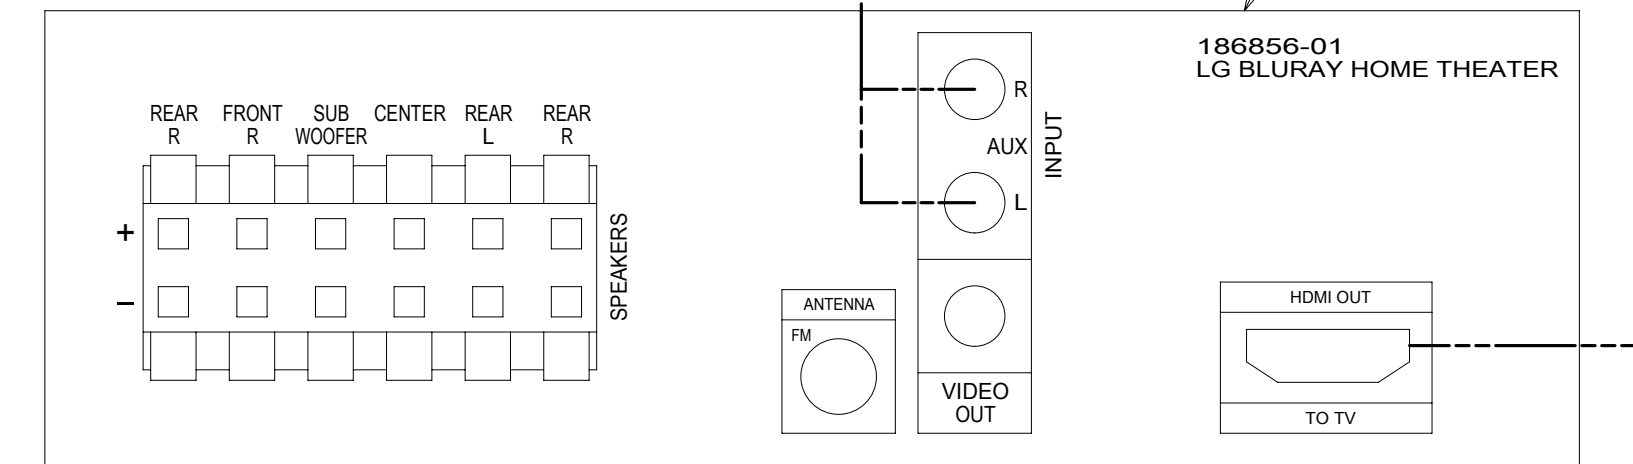 186856-01
LG BLURAY HOME THEATER
REAR R
FRONT R
SUB WOOFER
CENTER
REAR L
REAR R
+
–
SPEAKERS
R
AUX
L
INPUT
ANTENNA
FM
VIDEO
OUT
HDMI OUT
TO TV